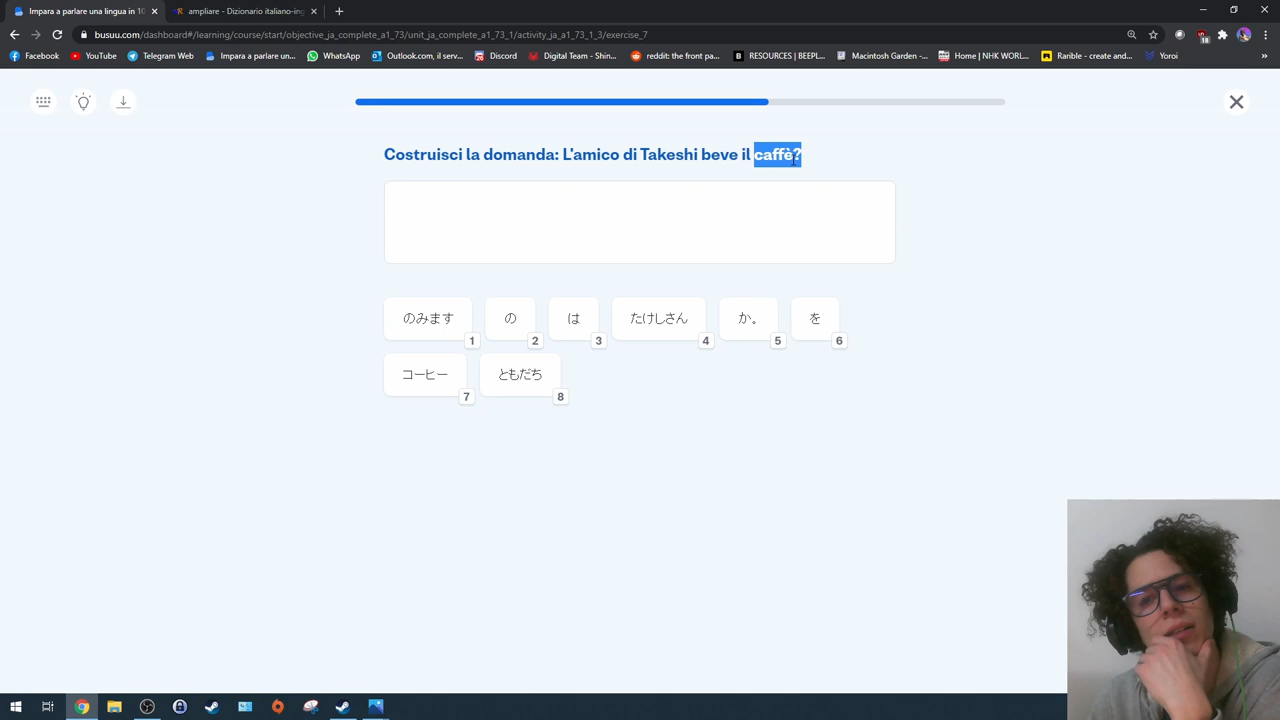 Impara a parlare una lingua in 10
ampliare - Dizionario italiano-ing
busuu.com/dashboard#/learning/course/start/objective_ja_complete_a1_73/unit_ja_complete_a1_73_1/activity_ja_a1_73_1_3/exercise_7
18
Facebook YouTube Telegram Web Impara a parlare un... WhatsApp Outlook.com, il serv... Discord Digital Team - Shin... reddit: the front pa... B RESOURCES | BEEPL... Macintosh Garden -... Home | NHK WORL... Rarible - create and... Yoroi »
Costruisci la domanda: L'amico di Takeshi beve il caffè?
のみます の は たけしさん か。 を
1 2 3 4 5 6
コーヒー ともだち
7 8